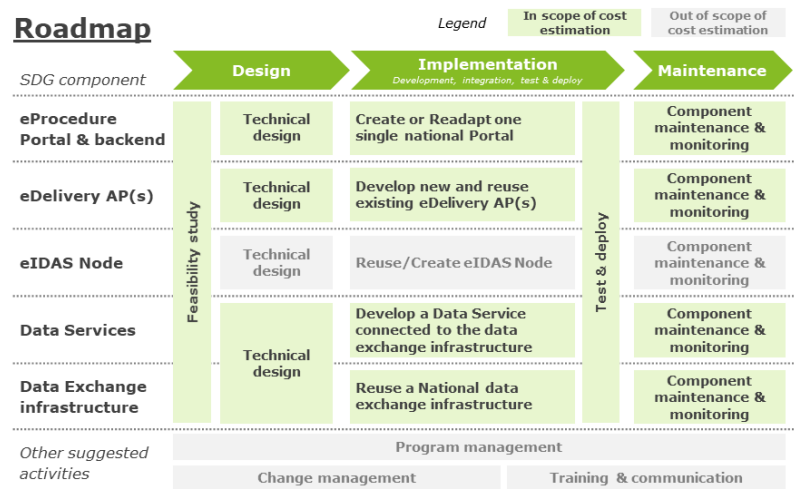 Roadmap
Legend
In scope of cost
estimation
Out of scope of
cost estimation
SDG component
Design
Implementation
Development, integration, test & deploy
Maintenance
eProcedure
Portal & backend
Feasibility study
Technical
design
Create or Readapt one
single national Portal
Test & deploy
Component
maintenance &
monitoring
eDelivery AP(s)
Technical
design
Develop new and reuse
existing eDelivery AP(s)
Component
maintenance &
monitoring
eIDAS Node
Technical
design
Reuse/Create eIDAS Node
Component
maintenance &
monitoring
Data Services
Technical
design
Develop a Data Service
connected to the data
exchange infrastructure
Component
maintenance &
monitoring
Data Exchange
infrastructure
Reuse a National data
exchange infrastructure
Component
maintenance &
monitoring
Other suggested
activities
Program management
Change management
Training & communication